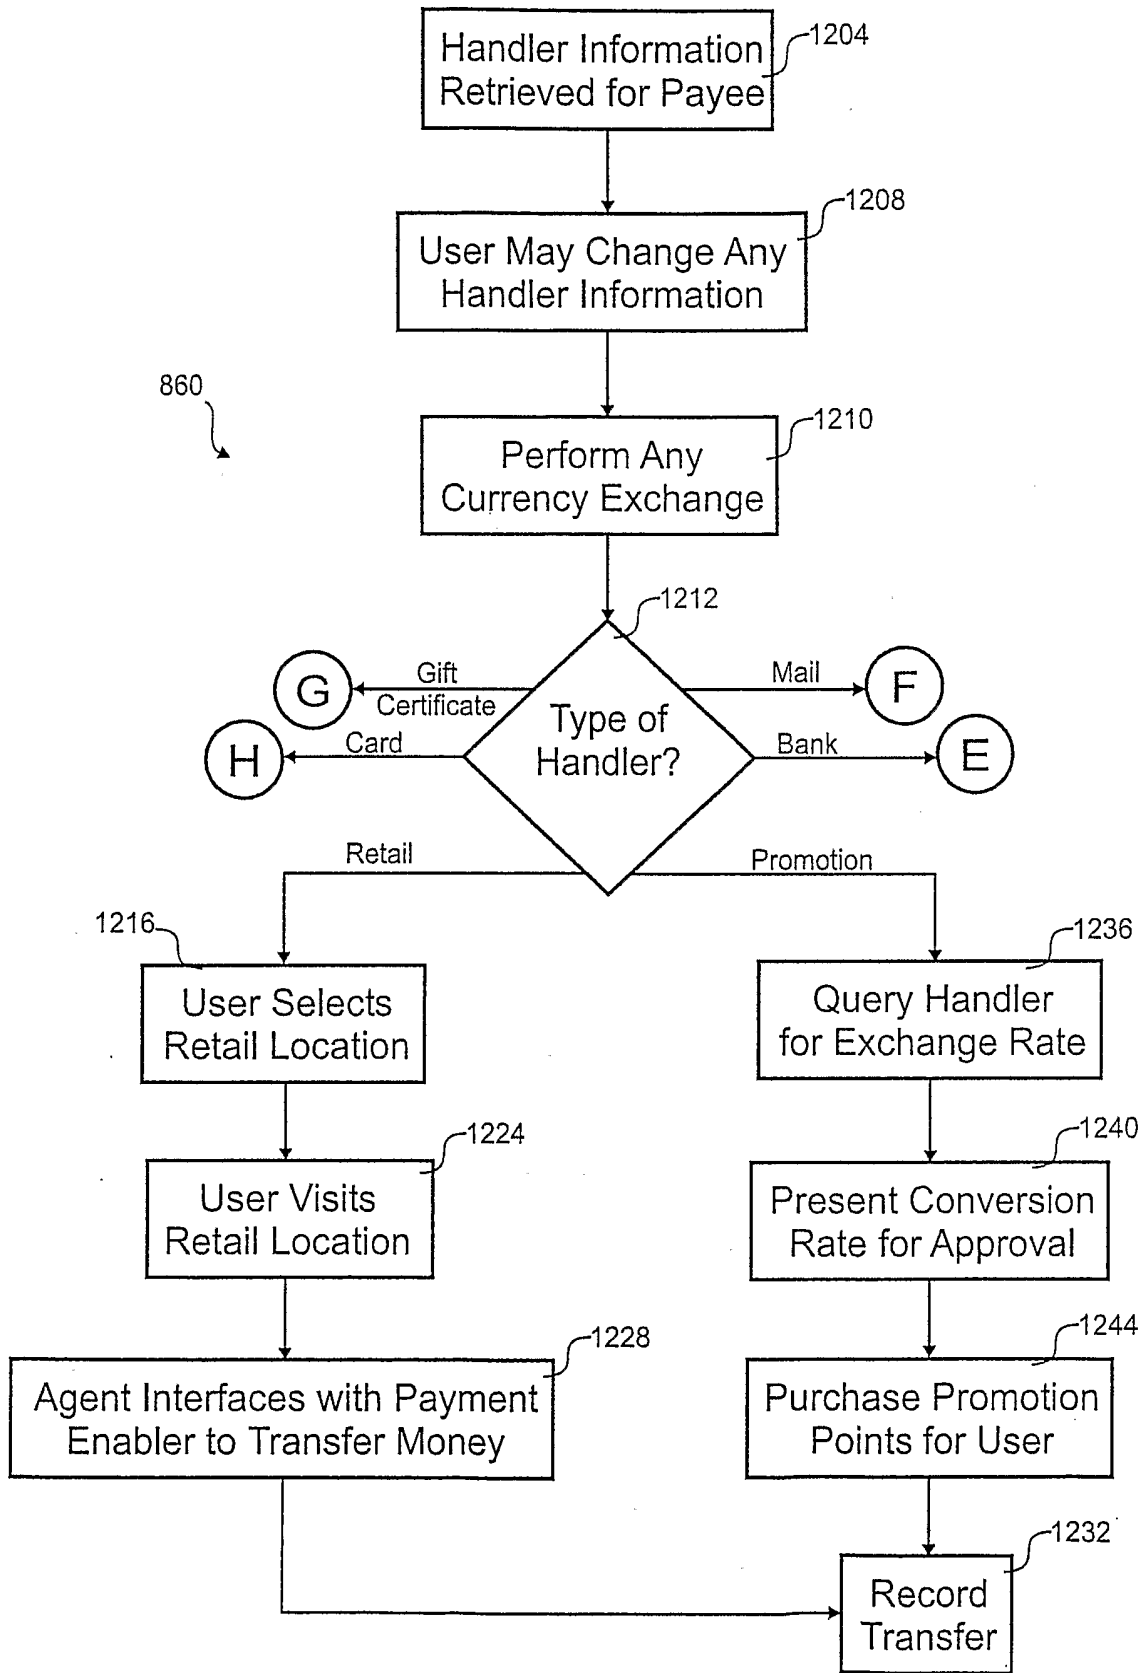 Handler Information
Retrieved for Payee
1204
User May Change Any
Handler Information
1208
860
Perform Any
Currency Exchange
1210
1212
Type of
Handler?
Gift
Certificate
G
Card
H
Mail
F
Bank
E
Retail
Promotion
1216
User Selects
Retail Location
1236
Query Handler
for Exchange Rate
1224
User Visits
Retail Location
1240
Present Conversion
Rate for Approval
1228
Agent Interfaces with Payment
Enabler to Transfer Money
1244
Purchase Promotion
Points for User
1232
Record
Transfer